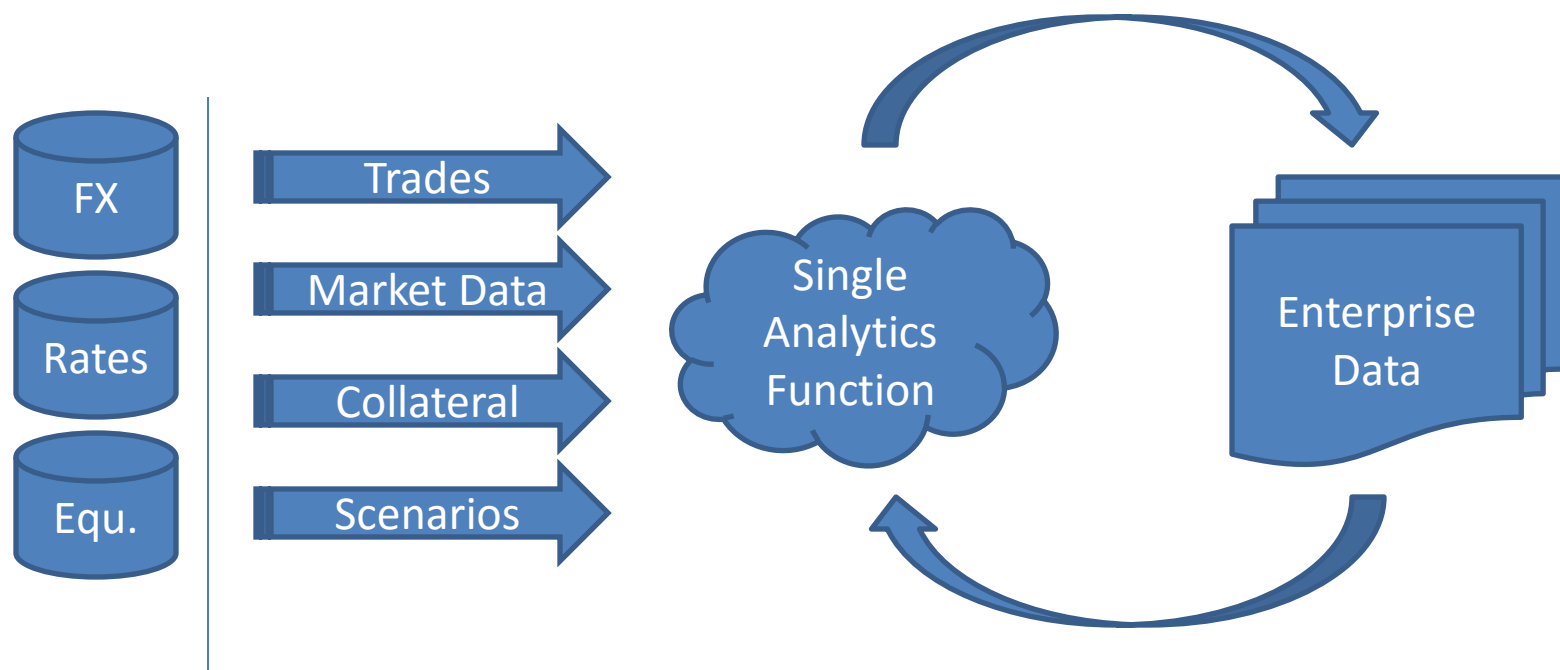 FX
Rates
Equ.
Trades
Market Data
Collateral
Scenarios
Single
Analytics
Function
Enterprise
Data